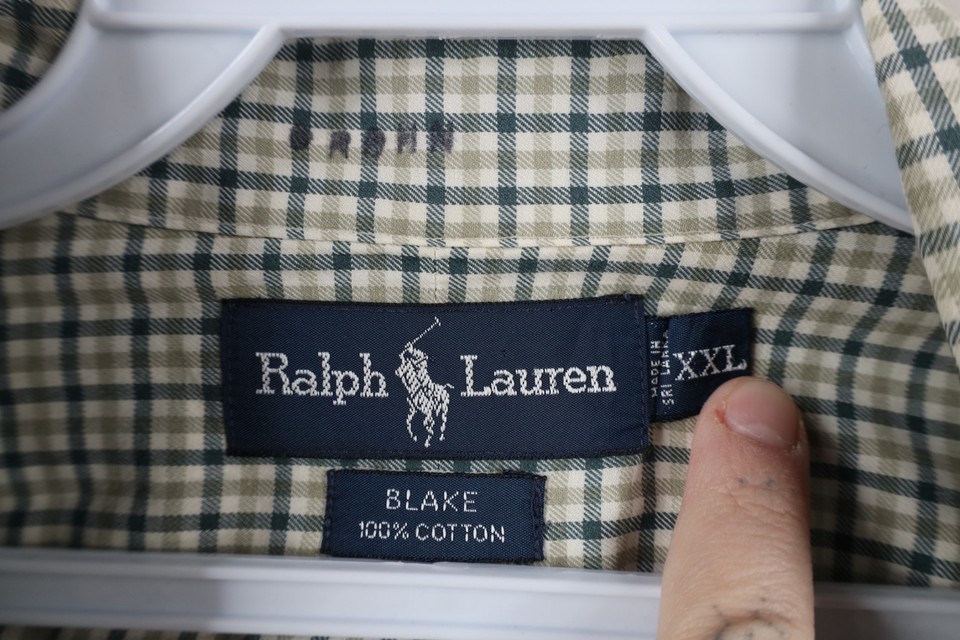 Ralph Lauren
MADE IN
SRI LANKA
XXL
BLAKE
100% COTTON